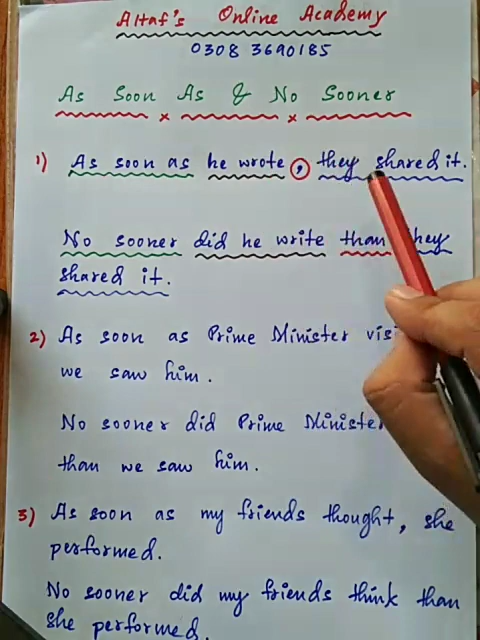 Altaf's Online Academy
0308 3690185
As Soon As & No Sooner
1) As soon as he wrote, they shared it.
No sooner did he write than they
shared it.
2) As soon as Prime Minister
we saw him.
No sooner did Prime Minister
than we saw him.
3) As soon as my friends thought, she
performed.
No sooner did my friends think than
she performed.